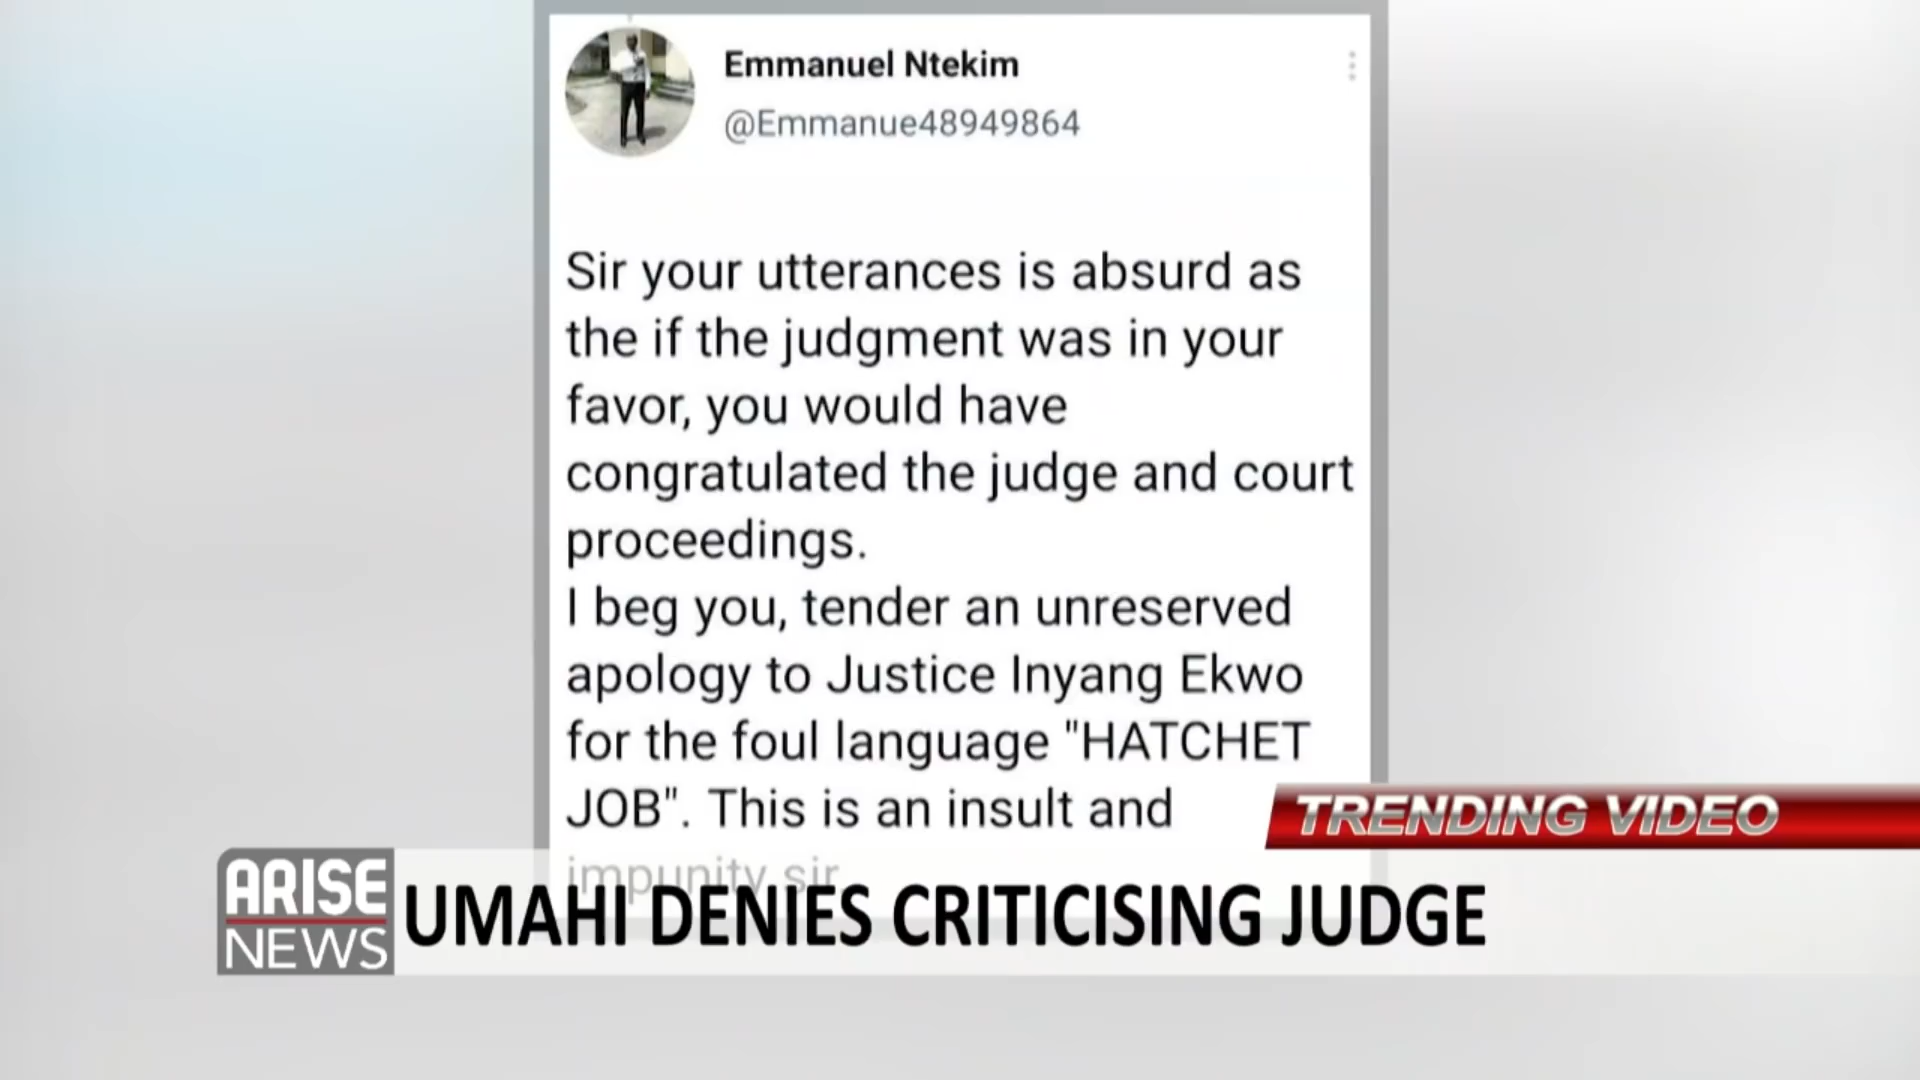 Emmanuel Ntekim
@Emmanue48949864
Sir your utterances is absurd as
the if the judgment was in your
favor, you would have
congratulated the judge and court
proceedings.
I beg you, tender an unreserved
apology to Justice Inyang Ekwo
for the foul language "HATCHET
JOB". This is an insult and
impunity sir
TRENDING VIDEO
ARISE
NEWS
UMAHI DENIES CRITICISING JUDGE